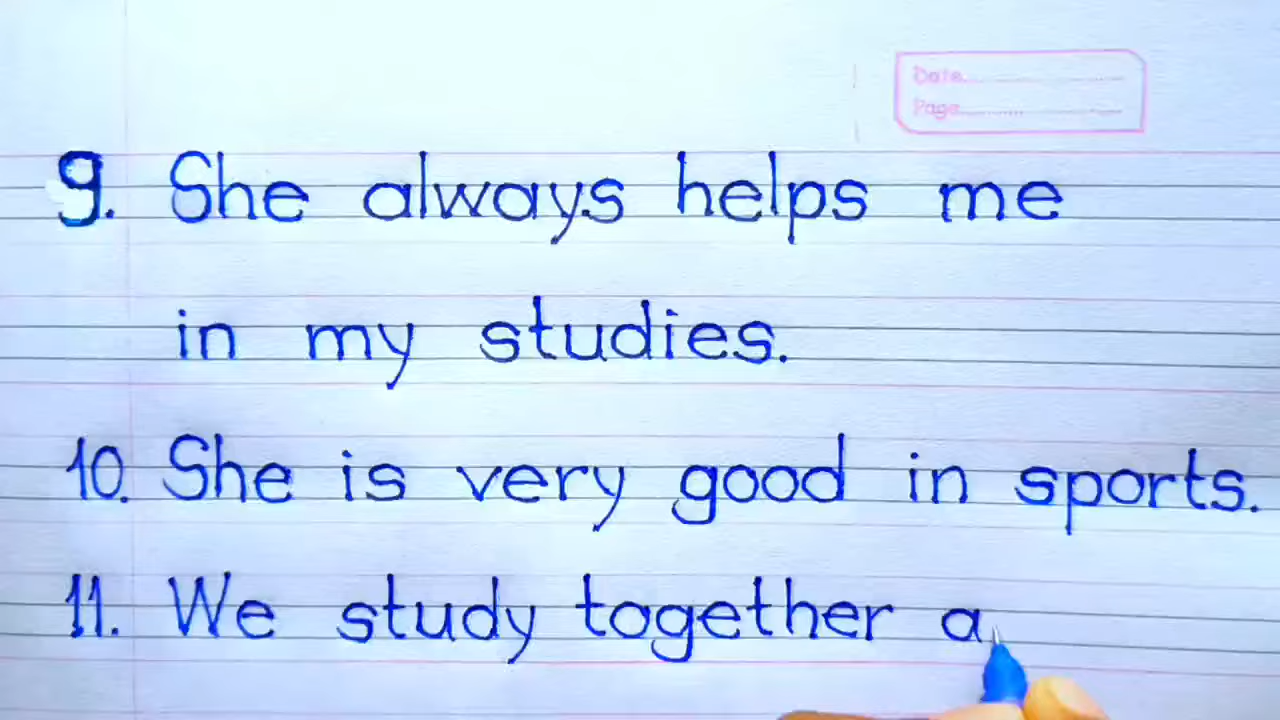 Date
Page
9. She always helps me
in my studies.
10. She is very good in sports.
11. We study together a